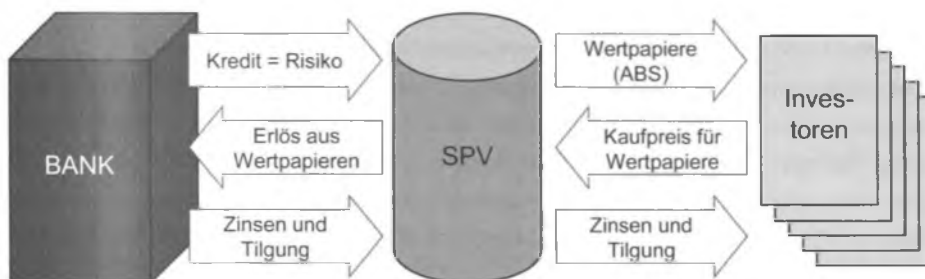 Kredit = Risiko
Wertpapiere
(ABS)
Inves-
toren
Erlös aus
Wertpapieren
Kaufpreis für
Wertpapiere
BANK
SPV
Zinsen und
Tilgung
Zinsen und
Tilgung